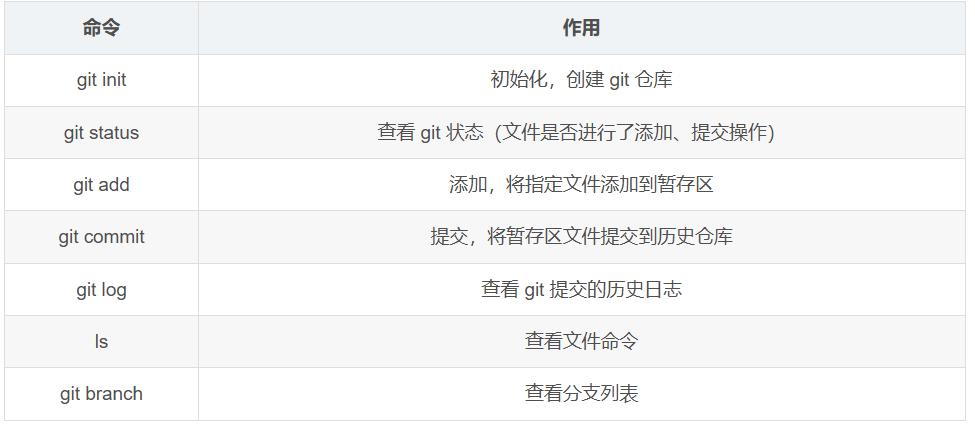 命令 作用
git init 初始化，创建 git 仓库
git status 查看 git 状态（文件是否进行了添加、提交操作）
git add 添加，将指定文件添加到暂存区
git commit 提交，将暂存区文件提交到历史仓库
git log 查看 git 提交的历史日志
ls 查看文件命令
git branch 查看分支列表